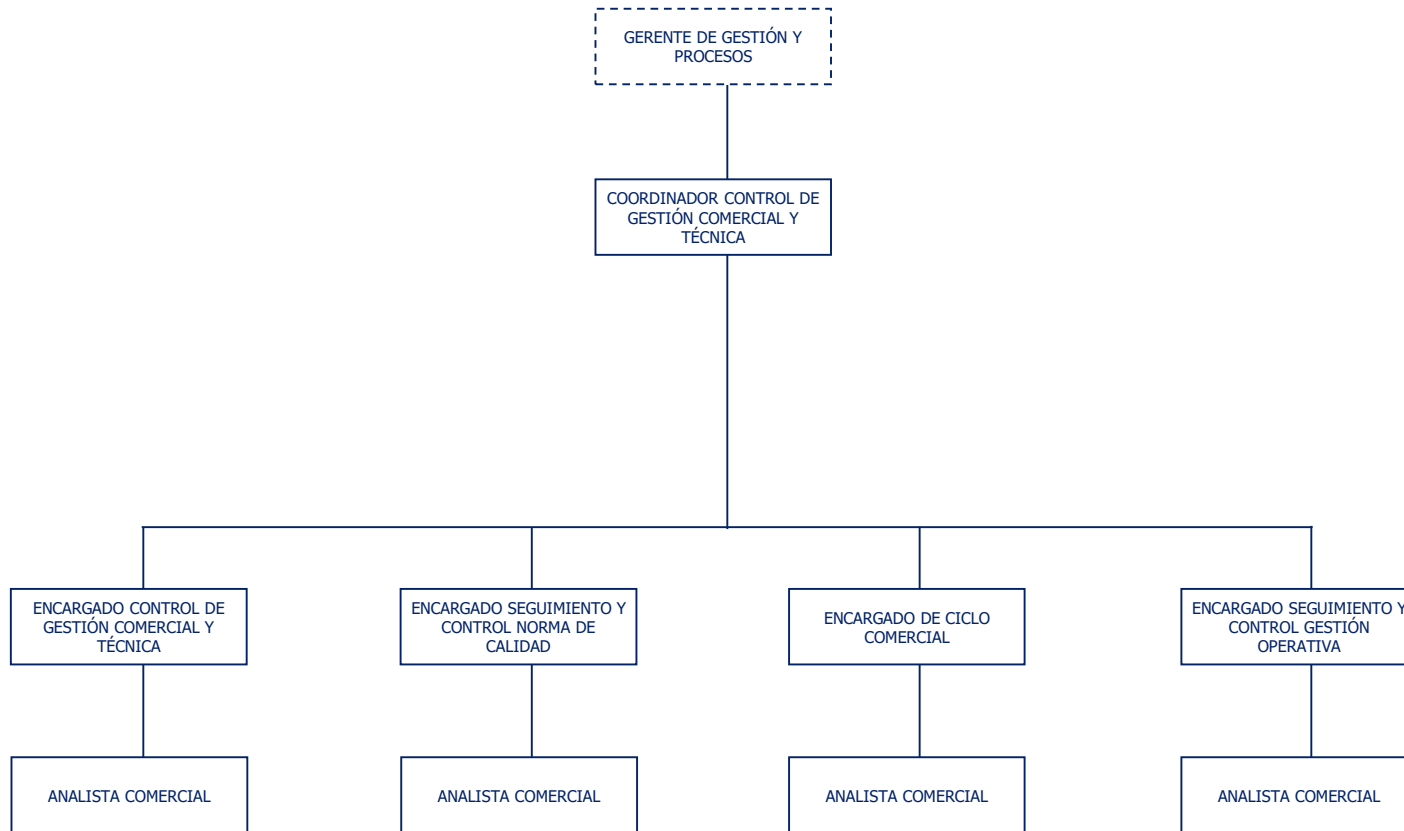 GERENTE DE GESTIÓN Y
PROCESOS
COORDINADOR CONTROL DE
GESTIÓN COMERCIAL Y
TÉCNICA
ENCARGADO CONTROL DE
GESTIÓN COMERCIAL Y
TÉCNICA
ENCARGADO SEGUIMIENTO Y
CONTROL NORMA DE
CALIDAD
ENCARGADO DE CICLO
COMERCIAL
ENCARGADO SEGUIMIENTO Y
CONTROL GESTIÓN
OPERATIVA
ANALISTA COMERCIAL
ANALISTA COMERCIAL
ANALISTA COMERCIAL
ANALISTA COMERCIAL